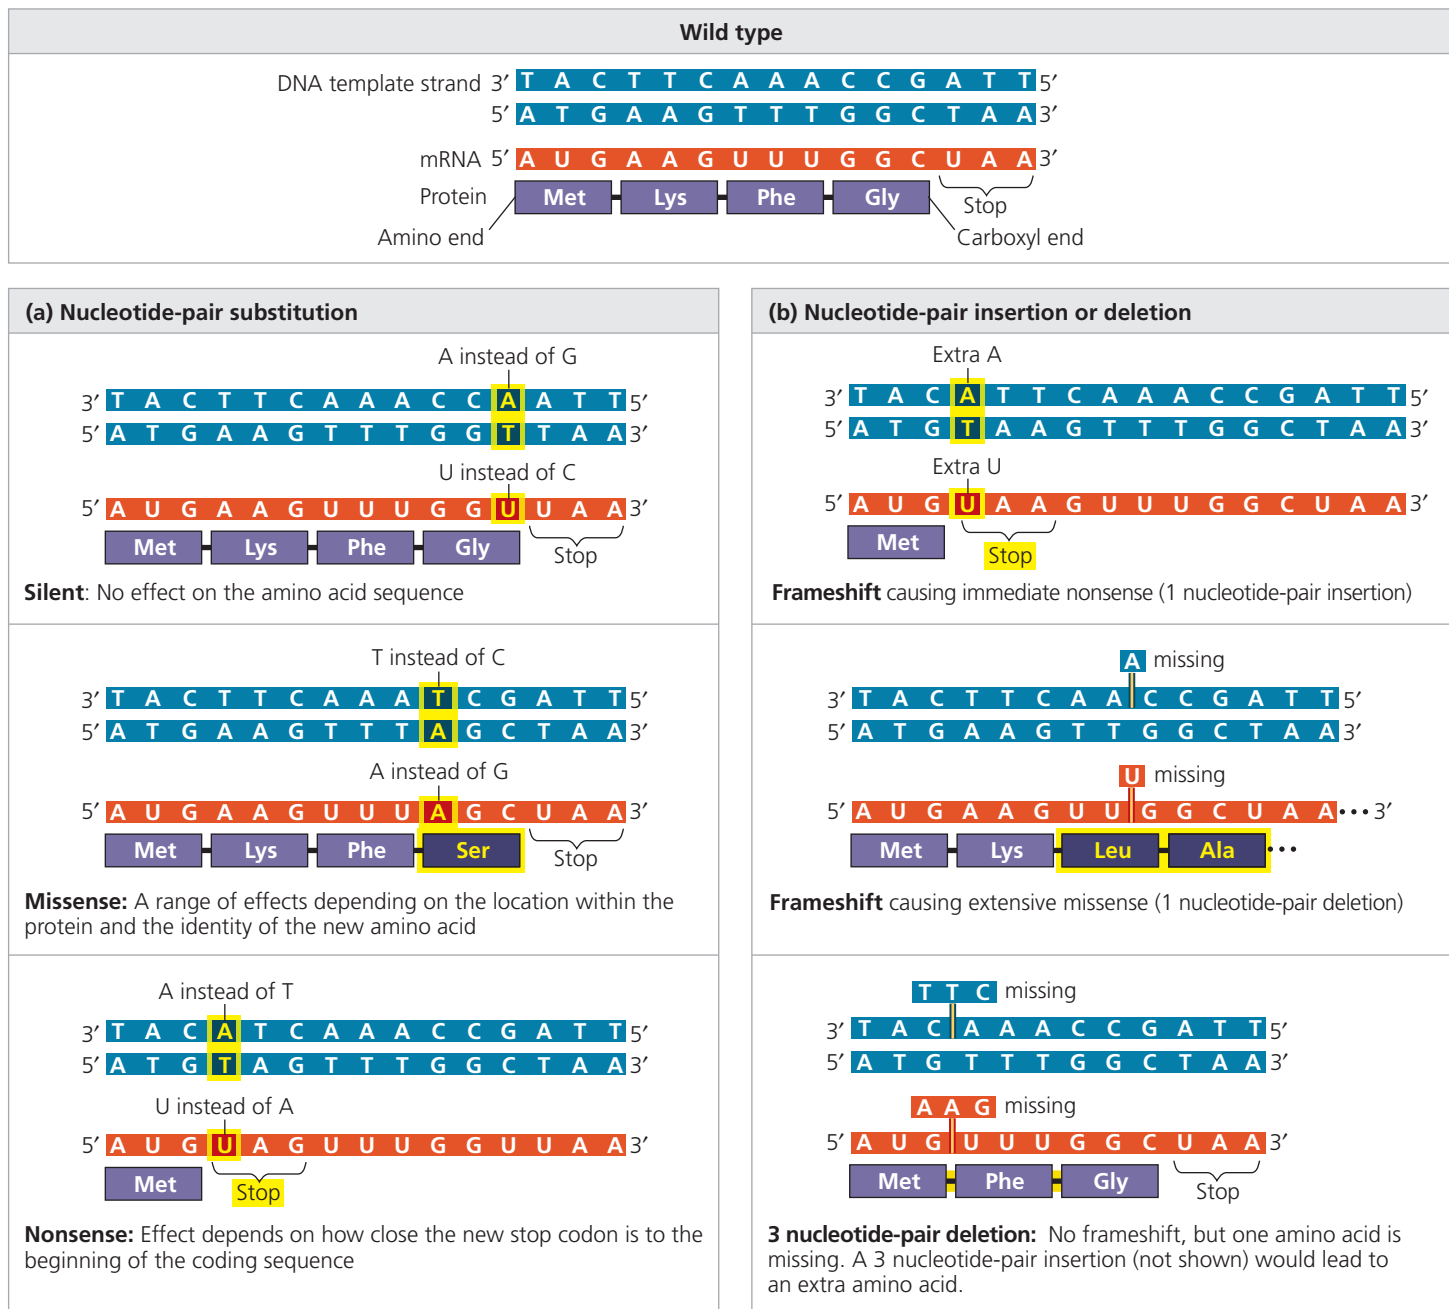 Wild type
DNA template strand 3′ T A C T T C A A A C C G A T T 5′
5′ A T G A A G T T T G G C T A A 3′
mRNA 5′ A U G A A G U U U G G C U A A 3′
Protein Met Lys Phe Gly
Stop
Amino end Carboxyl end
(a) Nucleotide-pair substitution
A instead of G
3′ T A C T T C A A A C C A A T T 5′
5′ A T G A A G T T T G G T T A A 3′
U instead of C
5′ A U G A A G U U U G G U U A A 3′
Met Lys Phe Gly
Stop
Silent: No effect on the amino acid sequence
T instead of C
3′ T A C T T C A A A T C G A T T 5′
5′ A T G A A G T T T A G C T A A 3′
A instead of G
5′ A U G A A G U U U A G C U A A 3′
Met Lys Phe Ser
Stop
Missense: A range of effects depending on the location within the
protein and the identity of the new amino acid
A instead of T
3′ T A C A T C A A A C C G A T T 5′
5′ A T G T A G T T T G G C T A A 3′
U instead of A
5′ A U G U A G U U U G G U U A A 3′
Met
Stop
Nonsense: Effect depends on how close the new stop codon is to the
beginning of the coding sequence
(b) Nucleotide-pair insertion or deletion
Extra A
3′ T A C A T T C A A A C C G A T T 5′
5′ A T G T A A G T T T G G C T A A 3′
Extra U
5′ A U G U A A G U U U G G C U A A 3′
Met
Stop
Frameshift causing immediate nonsense (1 nucleotide-pair insertion)
A missing
3′ T A C T T C A A C C G A T T 5′
5′ A T G A A G T T G G C T A A 3′
U missing
5′ A U G A A G U U G G C U A A ••• 3′
Met Lys Leu Ala •••
Frameshift causing extensive missense (1 nucleotide-pair deletion)
T T C missing
3′ T A C A A A C C G A T T 5′
5′ A T G T T T G G C T A A 3′
A A G missing
5′ A U G U U U G G C U A A 3′
Met Phe Gly
Stop
3 nucleotide-pair deletion: No frameshift, but one amino acid is
missing. A 3 nucleotide-pair insertion (not shown) would lead to
an extra amino acid.